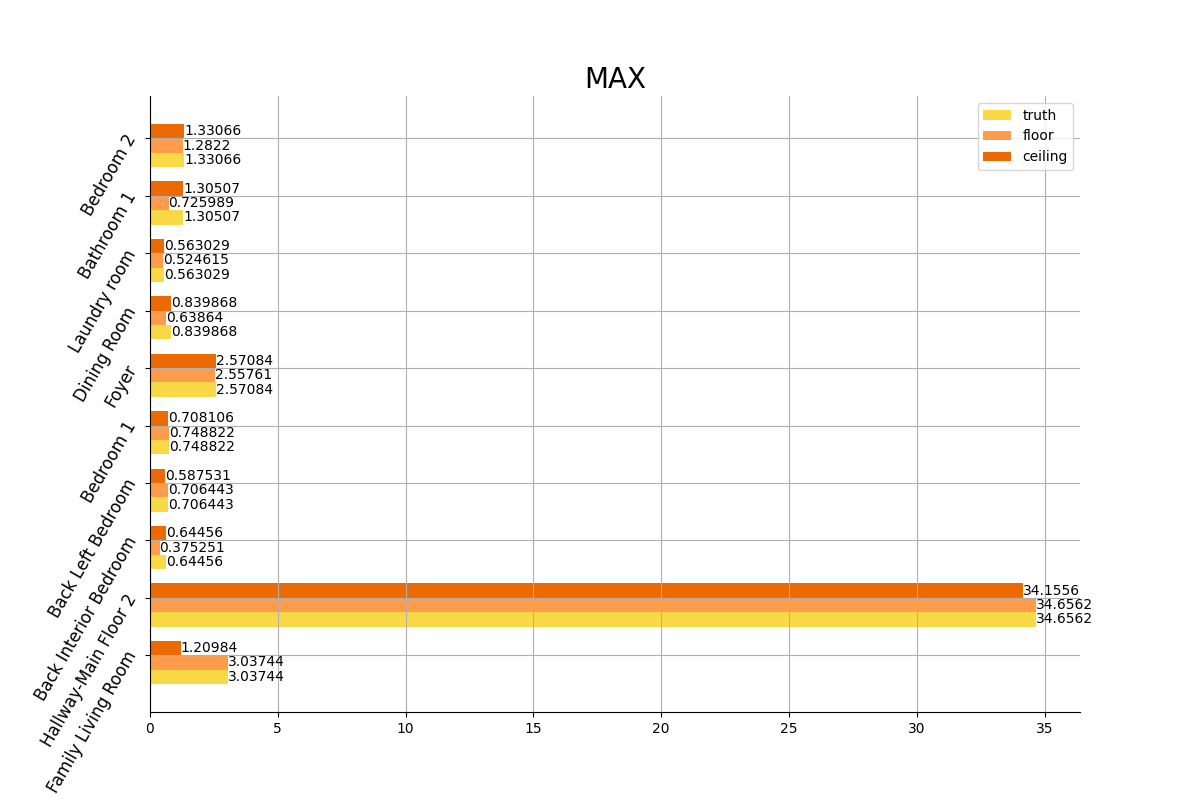 MAX
truth
floor
ceiling
Bedroom 2
1.33066
1.2822
1.33066
Bathroom 1
1.30507
0.725989
1.30507
Laundry room
0.563029
0.524615
0.563029
Dining Room
0.839868
0.63864
0.839868
Foyer
2.57084
2.55761
2.57084
Bedroom 1
0.708106
0.748822
0.748822
Back Left Bedroom
0.587531
0.706443
0.706443
Back Interior Bedroom
0.64456
0.375251
0.64456
Hallway-Main Floor 2
34.1556
34.6562
34.6562
Family Living Room
1.20984
3.03744
3.03744
0 5 10 15 20 25 30 35